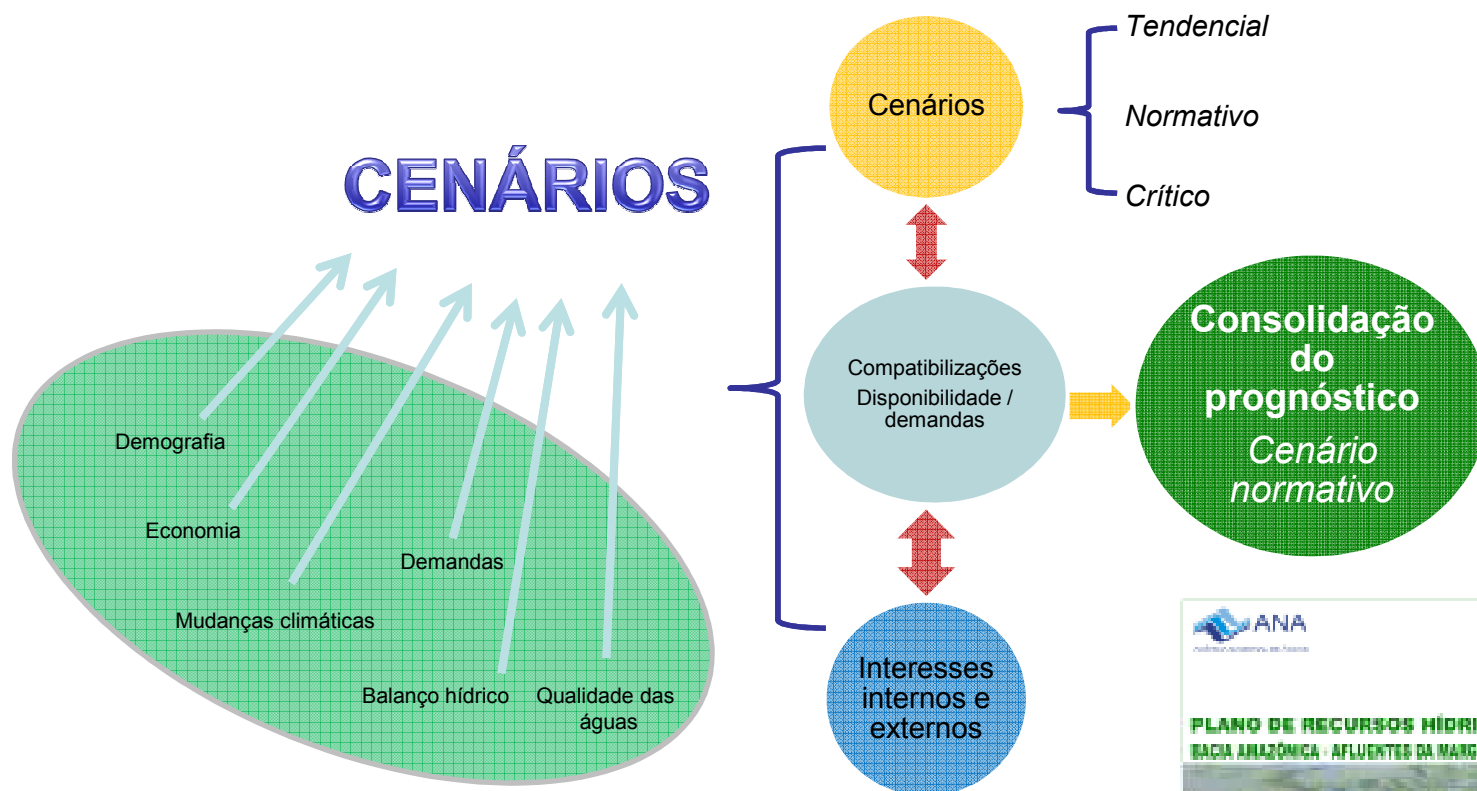 CENÁRIOS
Demografia
Economia
Mudanças climáticas
Demandas
Balanço hídrico
Qualidade das
águas
Cenários
Tendencial
Normativo
Crítico
Compatibilizações
Disponibilidade /
demandas
Consolidação
do
prognóstico
Cenário
normativo
Interesses
internos e
externos
ANA
PLANO DE RECURSOS HÍDRI
BACIA AMAZÔNICA - AFLUENTES DA MARG